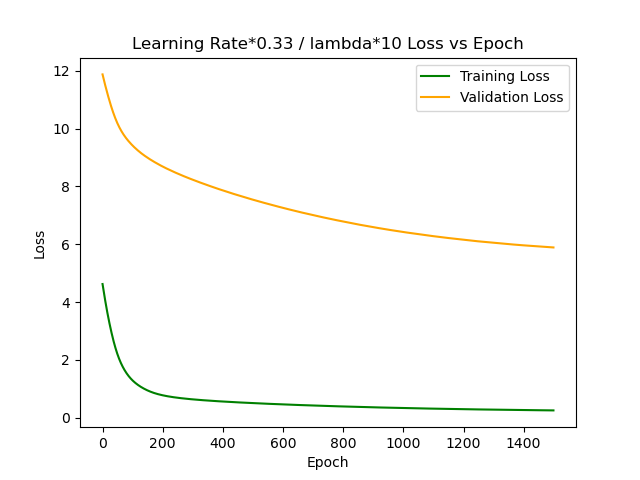 Learning Rate*0.33 / lambda*10 Loss vs Epoch
Training Loss
Validation Loss
12
10
8
6
4
2
0
Loss
0 200 400 600 800 1000 1200 1400
Epoch